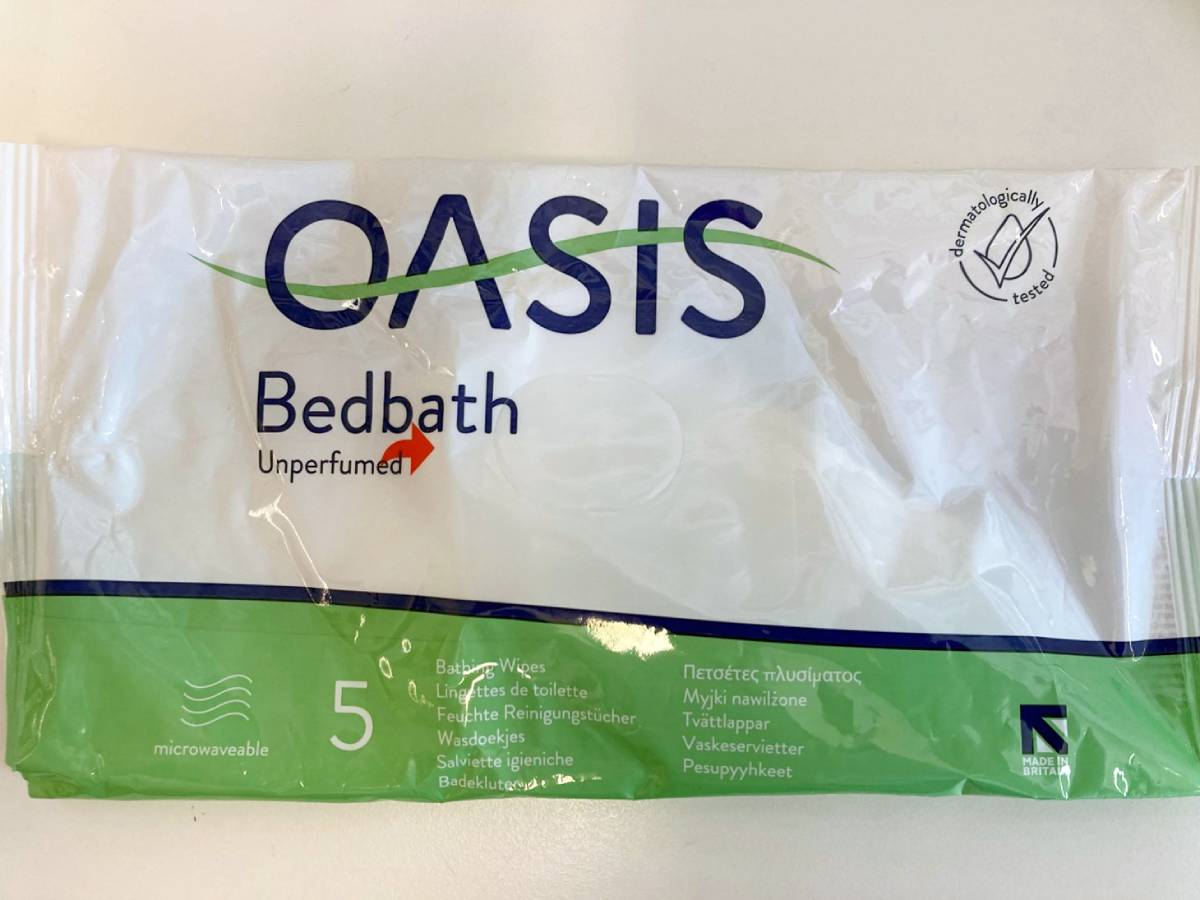 OASIS
dermatologically
tested
Bedbath
Unperfumed
microwaveable
5
Bathing Wipes
Lingettes de toilette
Feuchte Reinigungstücher
Wasdoekjes
Salviette igieniche
Badekluter
Πετσέτες πλυσίματος
Myjki nawilżone
Tvättlappar
Vaskeservietter
Pesupyyhkeet
MADE IN
BRITAIN